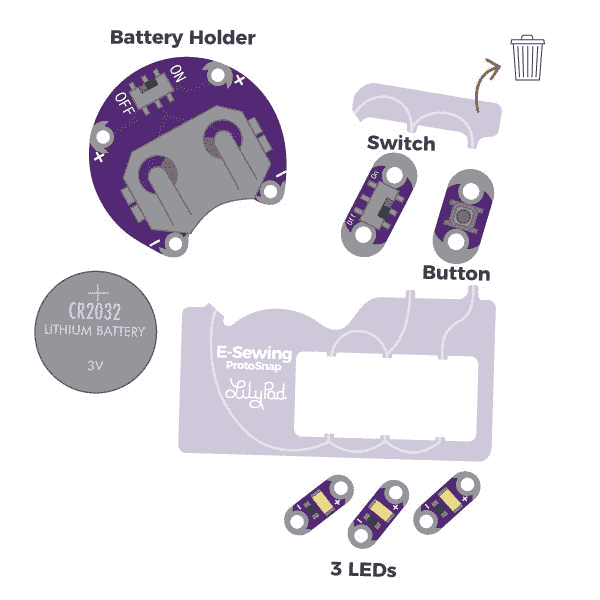 Battery Holder
ON
OFF
+
+
−
−
Switch
On
Off
Button
+
CR2032
LITHIUM BATTERY
3V
E-Sewing
ProtoSnap
LilyPad
− +
− +
− +
3 LEDs